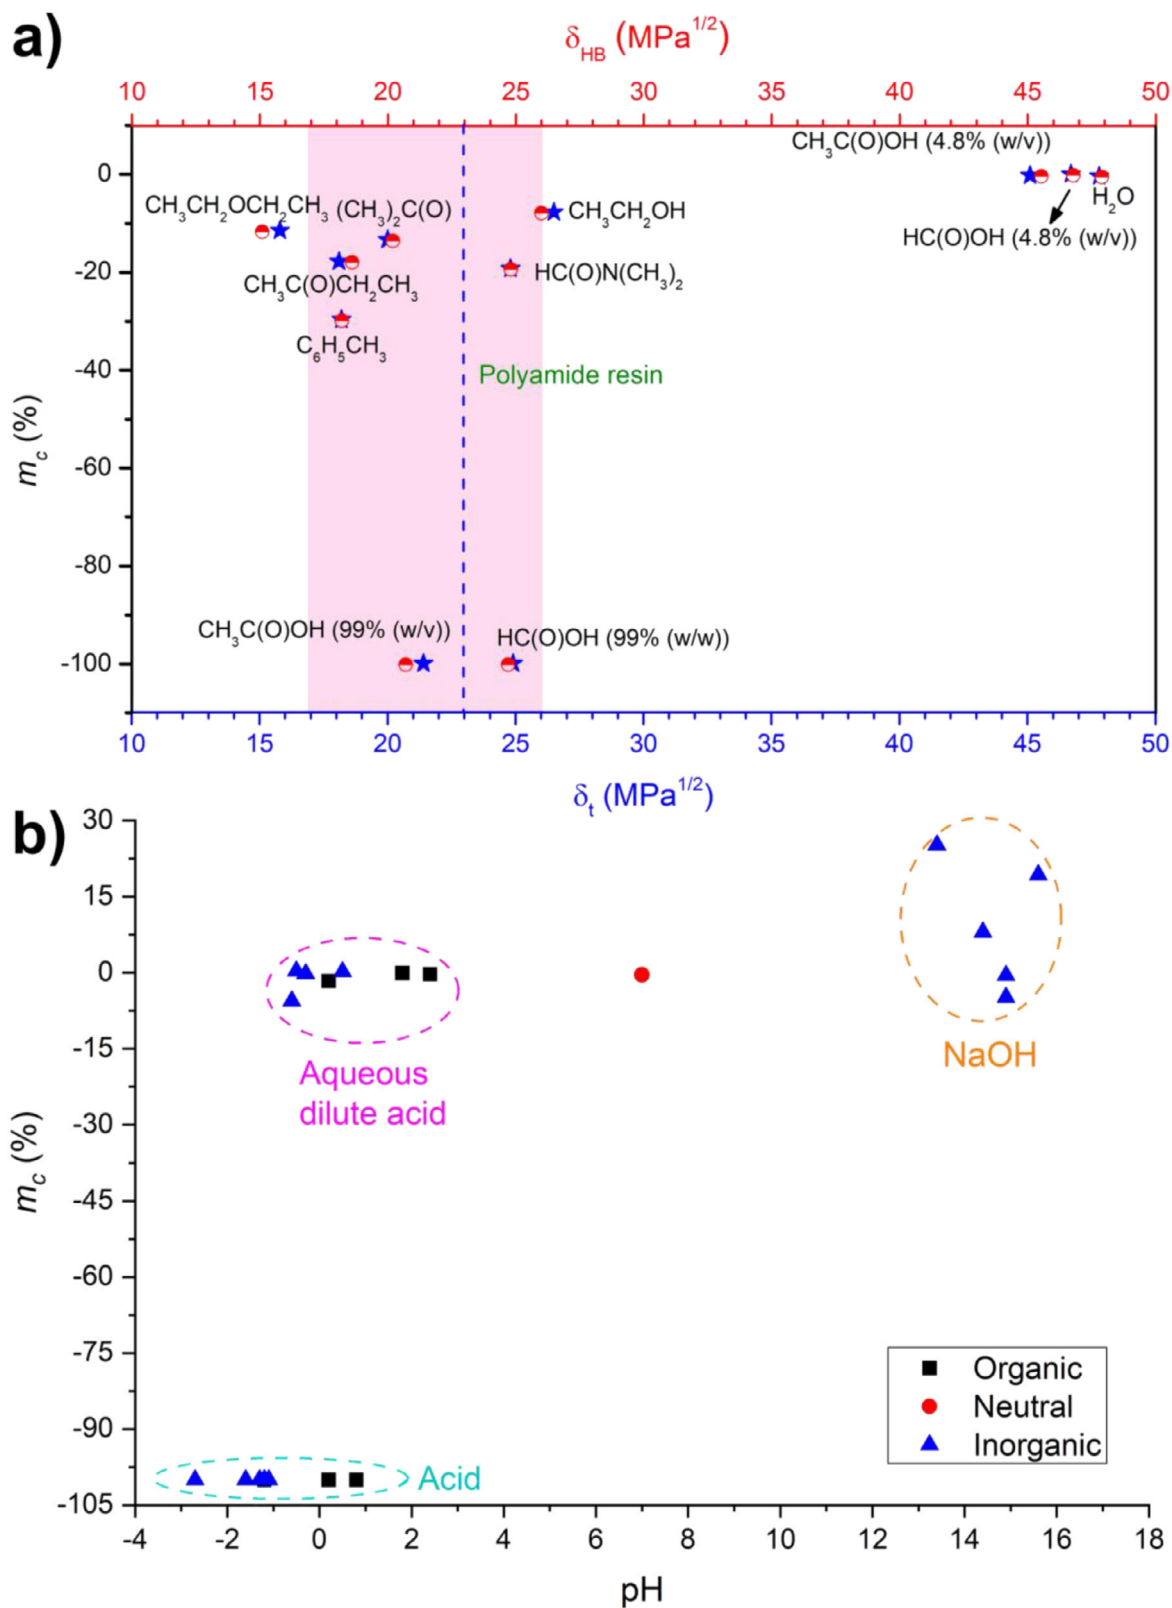 a)
δHB (MPa1/2)
10 15 20 25 30 35 40 45 50
CH3C(O)OH (4.8% (w/v))
0
CH3CH2OCH2CH3 (CH3)2C(O)
CH3CH2OH
H2O
HC(O)OH (4.8% (w/v))
-20
HC(O)N(CH3)2
CH3C(O)CH2CH3
C6H5CH3
-40
Polyamide resin
mc (%)
-60
-80
CH3C(O)OH (99% (w/v))
HC(O)OH (99% (w/w))
-100
10 15 20 25 30 35 40 45 50
δt (MPa1/2)
b)
30
15
0
-15
NaOH
Aqueous
dilute acid
-30
mc (%)
-45
-60
-75
Organic
Neutral
Inorganic
-90
Acid
-105
-4 -2 0 2 4 6 8 10 12 14 16 18
pH